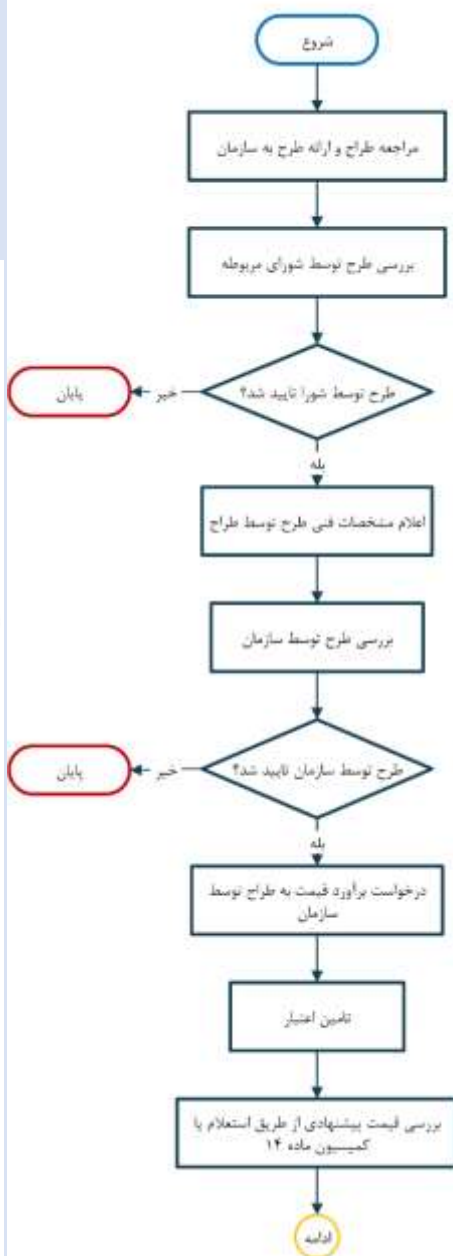 شروع
مراجعه طراح و ارائه طرح به سازمان
بررسی طرح توسط شورای مربوطه
طرح توسط شورا تایید شد؟
خیر
پایان
بله
اعلام مشخصات فنی طرح توسط طراح
بررسی طرح توسط سازمان
طرح توسط سازمان تایید شد؟
خیر
پایان
بله
درخواست برآورد قیمت به طراح توسط
سازمان
تامین اعتبار
بررسی قیمت پیشنهادی از طریق استعلام یا
کمیسیون ماده ۱۴
ادامه